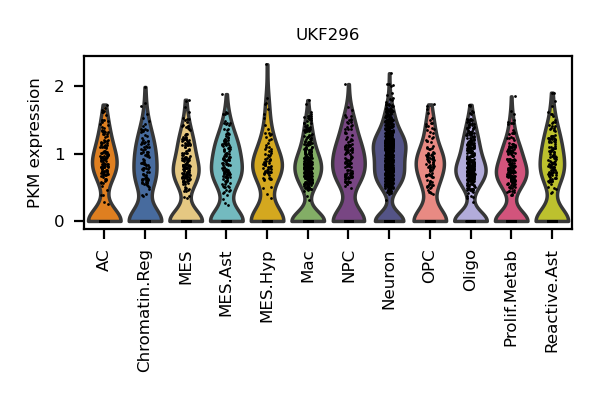 UKF296
PKM expression
2
1
0
AC
Chromatin.Reg
MES
MES.Ast
MES.Hyp
Mac
NPC
Neuron
OPC
Oligo
Prolif.Metab
Reactive.Ast